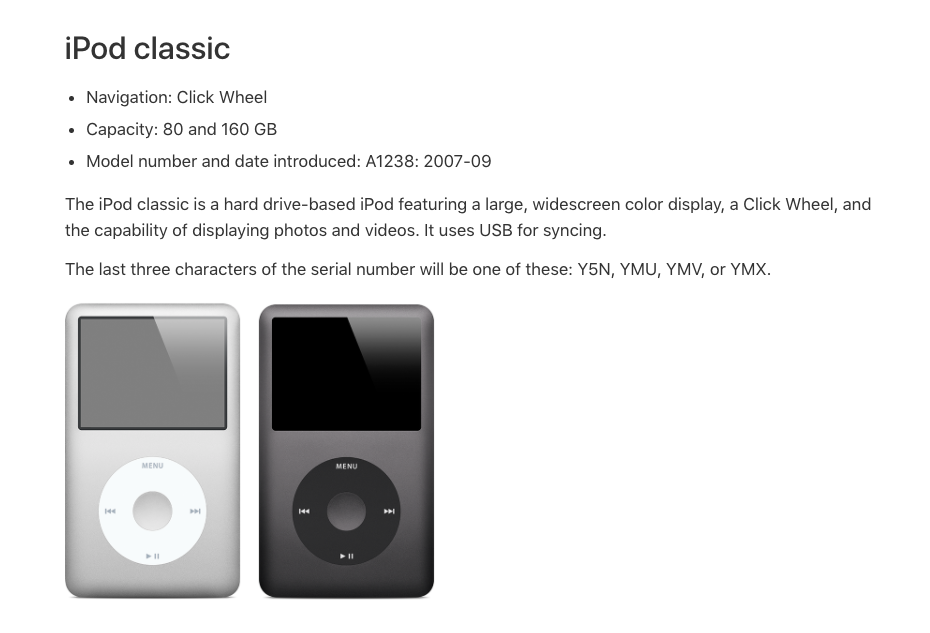 iPod classic
• Navigation: Click Wheel
• Capacity: 80 and 160 GB
• Model number and date introduced: A1238: 2007-09
The iPod classic is a hard drive-based iPod featuring a large, widescreen color display, a Click Wheel, and
the capability of displaying photos and videos. It uses USB for syncing.
The last three characters of the serial number will be one of these: Y5N, YMU, YMV, or YMX.
MENU
MENU